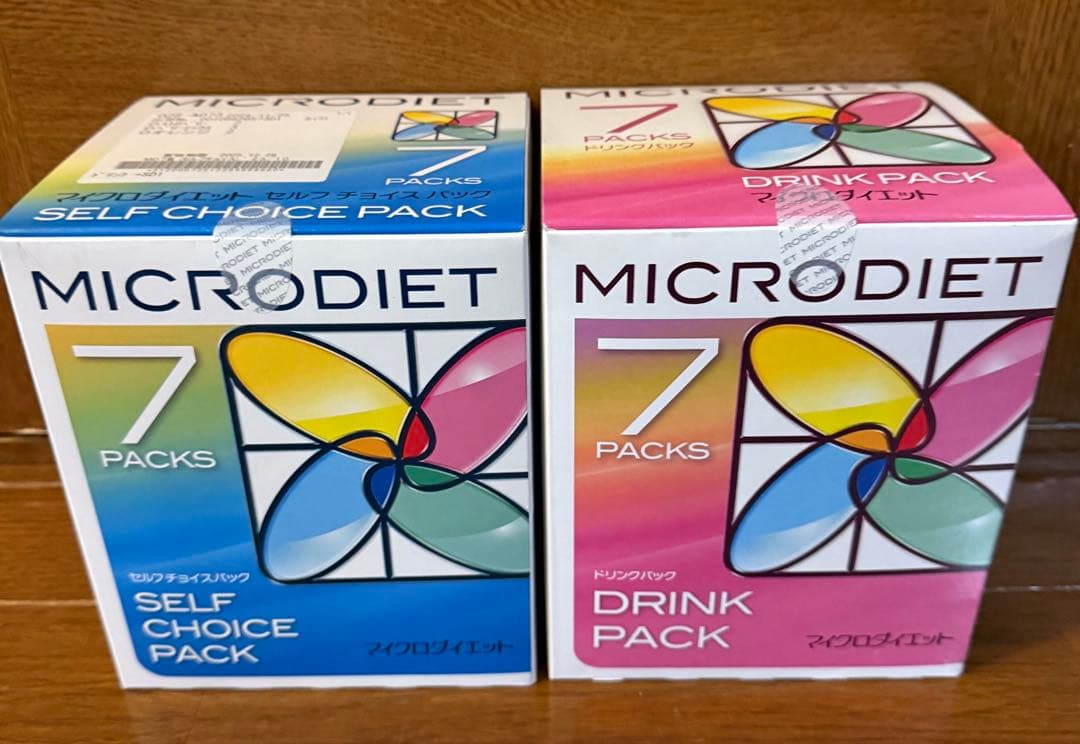 MICRODIET
7
PACKS
マイクロダイエット セルフ チョイス パック
SELF CHOICE PACK
MICRODIET
7
PACKS
セルフチョイスパック
SELF
CHOICE
PACK
マイクロダイエット
MICRODIET
7
PACKS
ドリンクパック
DRINK PACK
マイクロダイエット
MICRODIET
7
PACKS
ドリンクパック
DRINK
PACK
マイクロダイエット